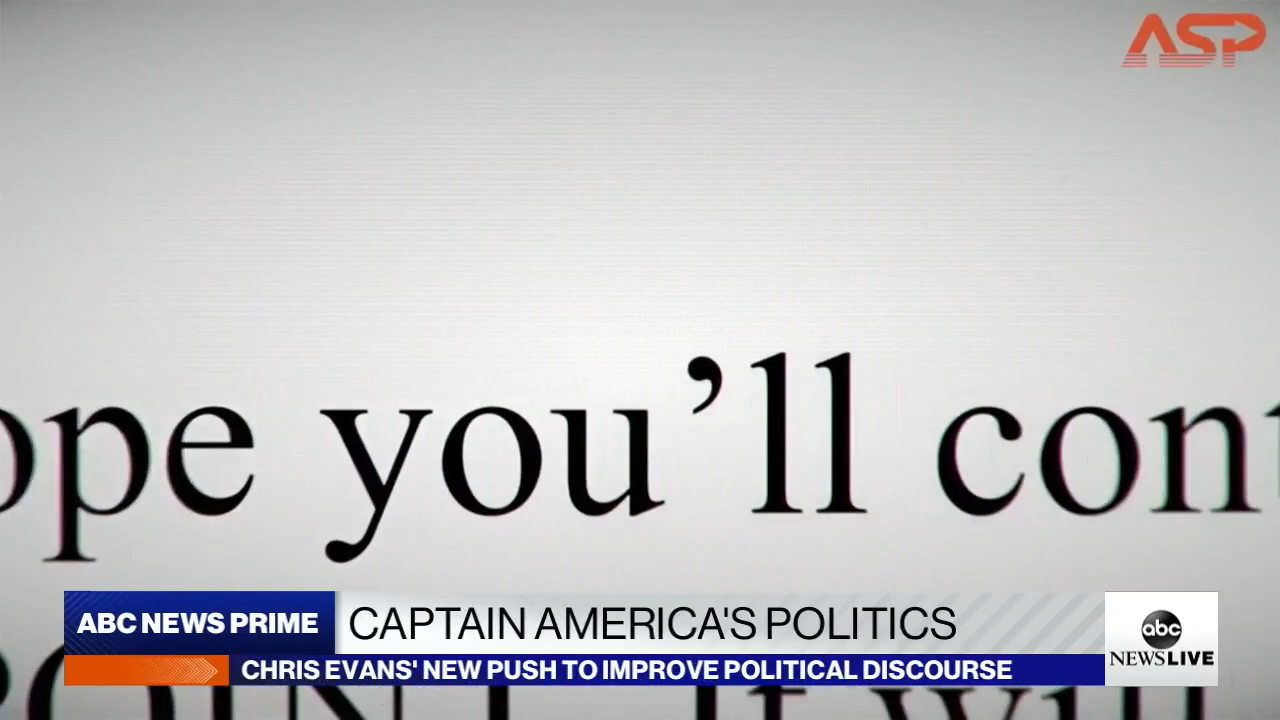 ASP
ope you'll cont
ABC NEWS PRIME
CAPTAIN AMERICA'S POLITICS
abc
NEWSLIVE
CHRIS EVANS' NEW PUSH TO IMPROVE POLITICAL DISCOURSE